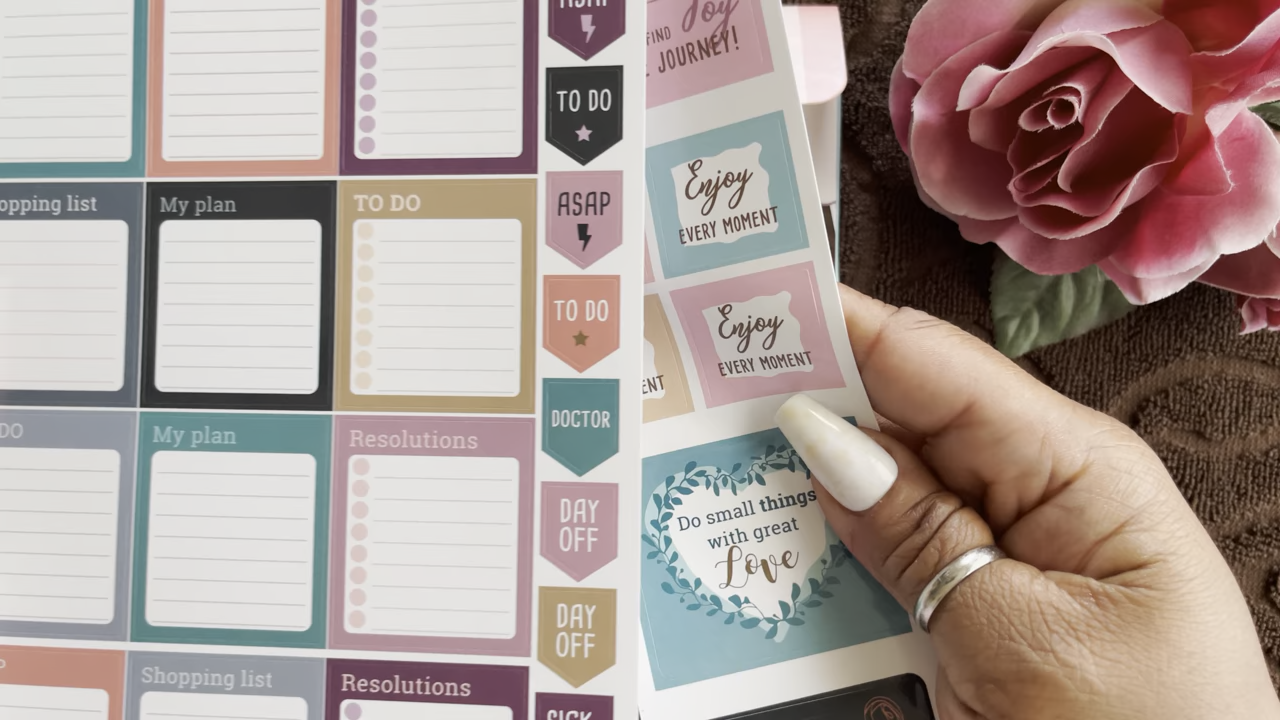 ASAP
TO DO
ASAP
TO DO
DOCTOR
DAY
OFF
DAY
OFF
SICK
opping list
My plan
TO DO
DO
My plan
Resolutions
Shopping list
Resolutions
Joy
FIND
JOURNEY!
Enjoy
EVERY MOMENT
Enjoy
EVERY MOMENT
ENT
Do small things
with great
Love